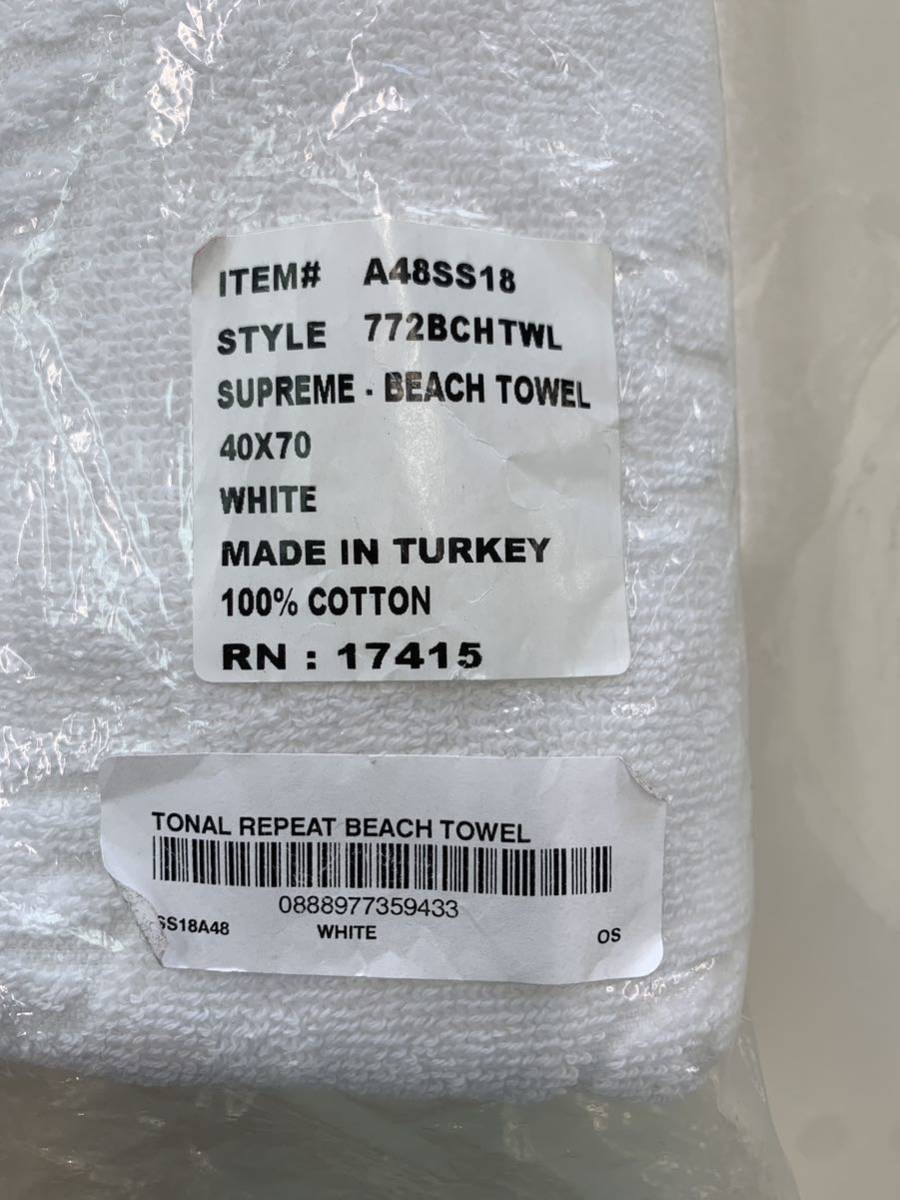 ITEM# A48SS18
STYLE 772BCHTWL
SUPREME - BEACH TOWEL
40X70
WHITE
MADE IN TURKEY
100% COTTON
RN : 17415
TONAL REPEAT BEACH TOWEL
0888977359433
SS18A48 WHITE OS